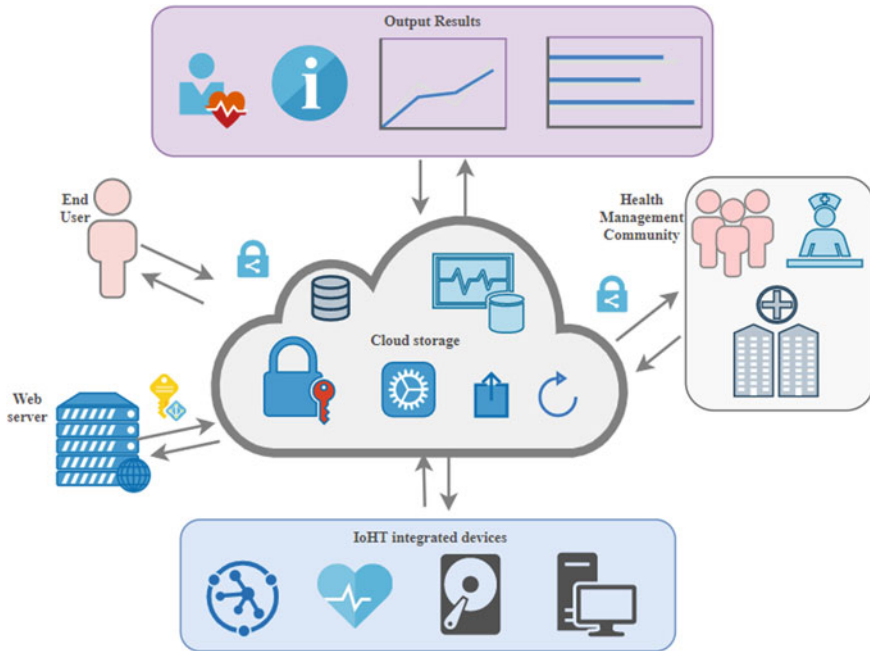 Output Results
End
User
Health
Management
Community
Cloud storage
Web
server
IoHT integrated devices